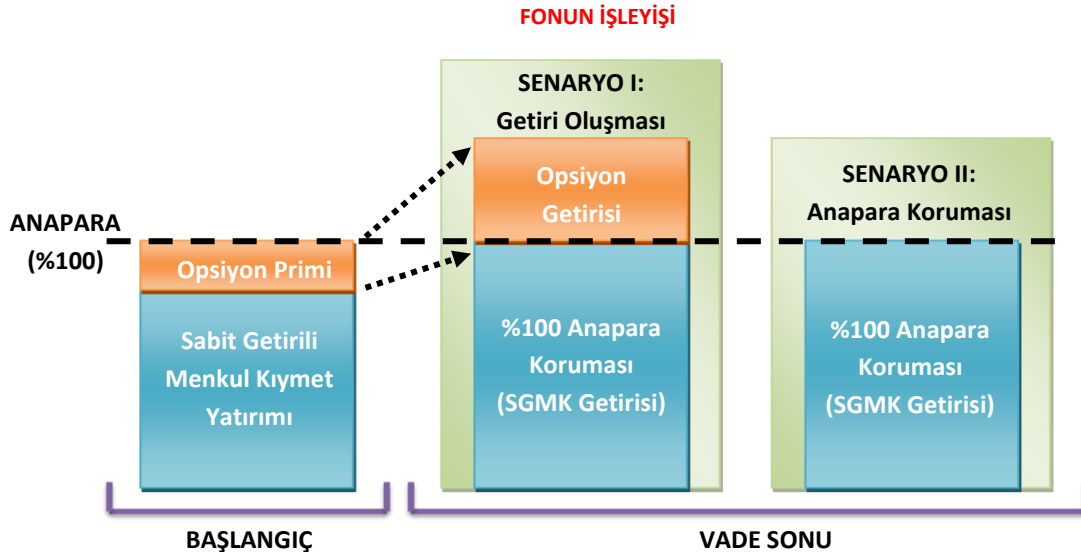 FONUN İŞLEYİŞİ
SENARYO I:
Getiri Oluşması
Opsiyon
Getirisi
SENARYO II:
Anapara Koruması
ANAPARA
(%100)
Opsiyon Primi
Sabit Getirili
Menkul Kıymet
Yatırımı
%100 Anapara
Koruması
(SGMK Getirisi)
%100 Anapara
Koruması
(SGMK Getirisi)
BAŞLANGIÇ
VADE SONU